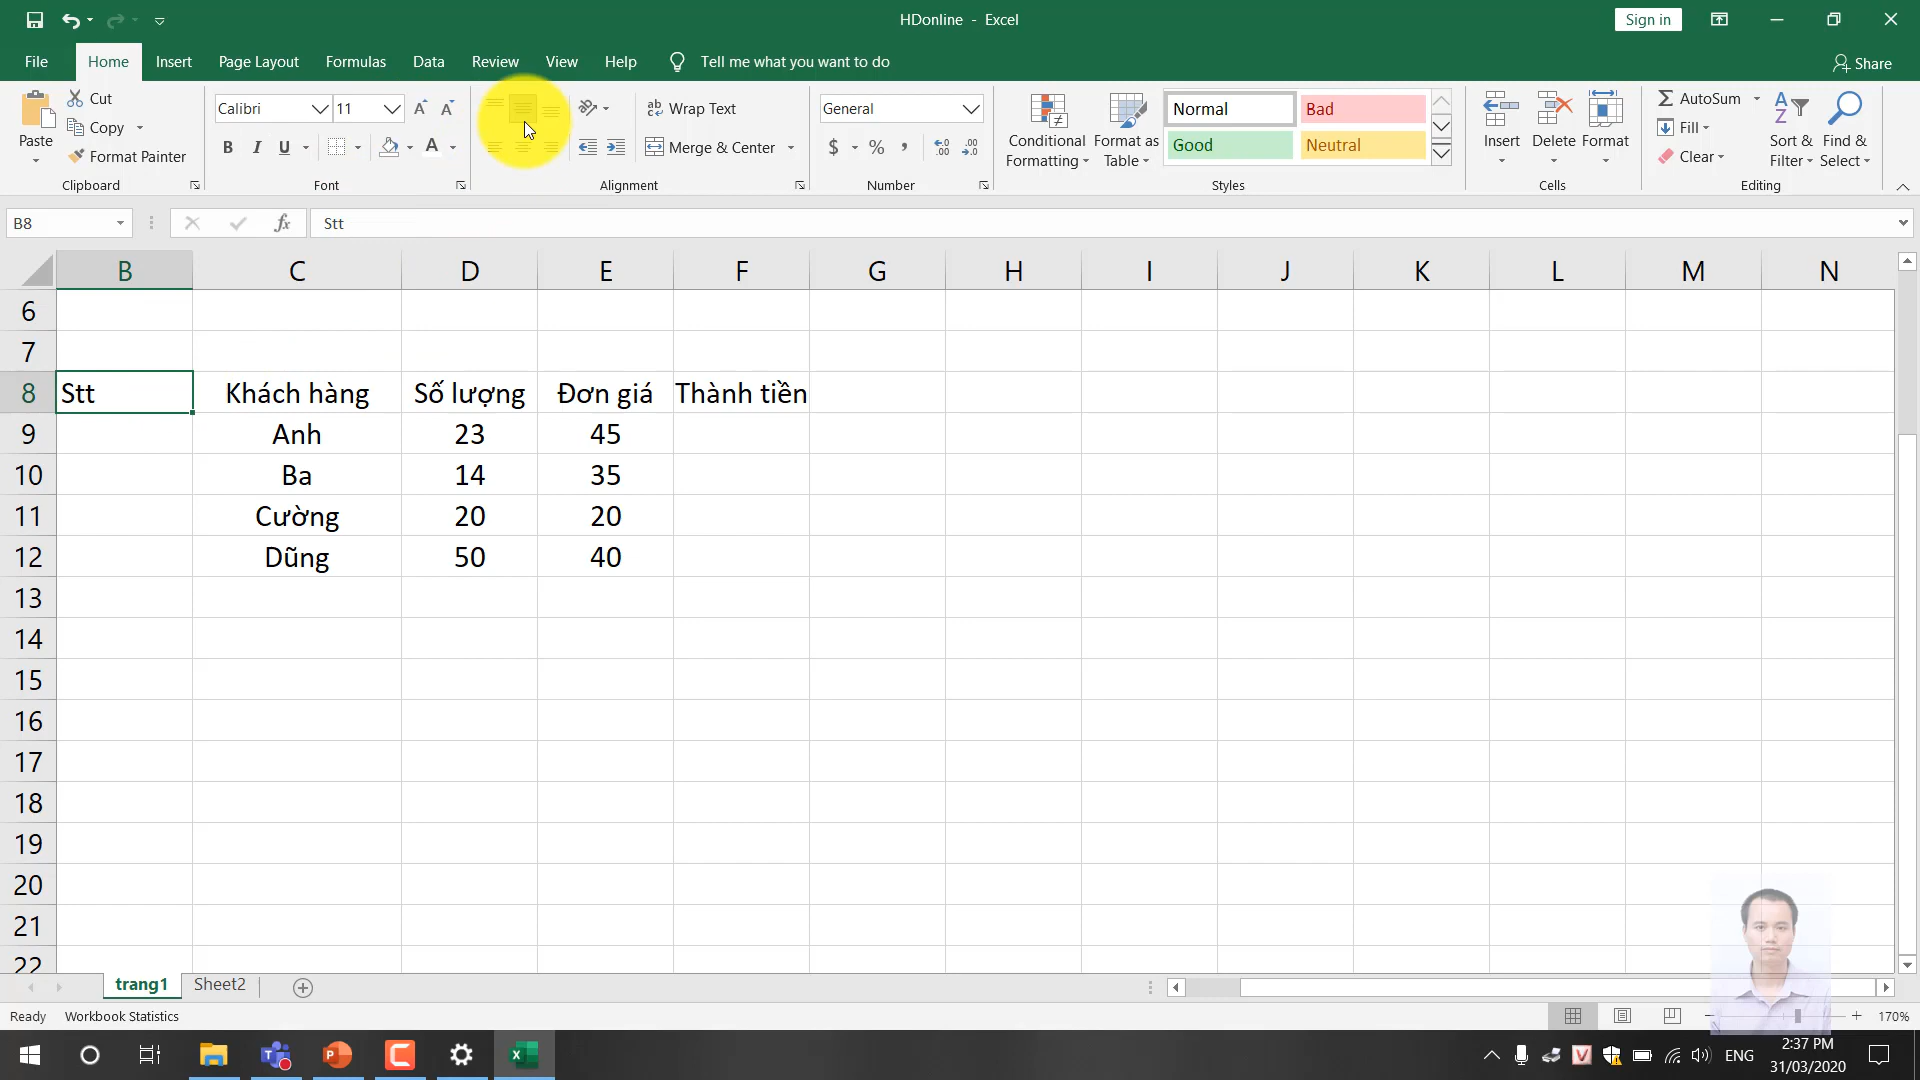 HDonline - Excel
Sign in
File Home Insert Page Layout Formulas Data Review View Help Tell me what you want to do Share
Paste
Cut
Copy
Format Painter
Clipboard
Calibri 11 A A
B I U A
Font
ab Wrap Text
Merge & Center
Alignment
General
$ % ,
Number
Conditional Formatting
Format as Table
Normal Bad
Good Neutral
Styles
Insert Delete Format
Cells
AutoSum
Fill
Clear
Sort & Filter
Find & Select
Editing
B8 fx Stt
B C D E F G H I J K L M N
6
7
8 Stt Khách hàng Số lượng Đơn giá Thành tiền
9 Anh 23 45
10 Ba 14 35
11 Cường 20 20
12 Dũng 50 40
13
14
15
16
17
18
19
20
21
22
trang1 Sheet2
Ready Workbook Statistics 170%
ENG
2:37 PM
31/03/2020